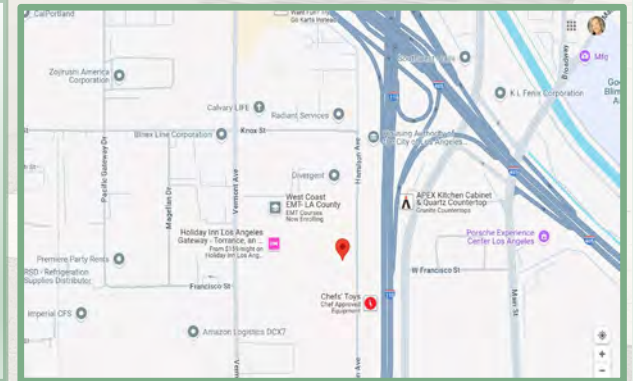 CalPortland
Go Karts Instead
Zojirushi America
Corporation
Calvary LIFE
Radiant Services
Knox St
Binex Line Corporation
Housing Authority of
the City of Los Angeles...
K L Fenix Corporation
Broadway
Mfg
Pacific Gateway Dr
Magellan Dr
Vermont Ave
Hamilton Ave
Divergent
West Coast
EMT- LA County
EMT Courses
Now Enrolling
APEX Kitchen Cabinet
& Quartz Countertop
Granite Countertops
Holiday Inn Los Angeles
Gateway - Torrance, an ...
From $159/night on
Holiday Inn Los Ang...
Porsche Experience
Center Los Angeles
Premiere Party Rents
RSD - Refrigeration
Supplies Distributor
Francisco St
W Francisco St
Main St
Chefs' Toys
Chef Approved
Equipment
Imperial CFS
Amazon Logistics DCX7